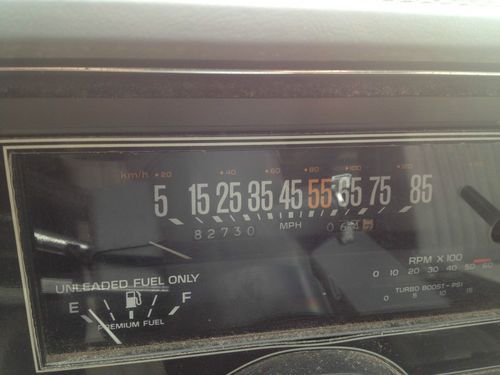 km/h 20 40 60 80 100 120
5 15 25 35 45 55 65 75 85
82730 MPH
RPM X 100
0 10 20 30 40 50 60
UNLEADED FUEL ONLY
TURBO BOOST - PSI
0 5 10 15
E F
PREMIUM FUEL